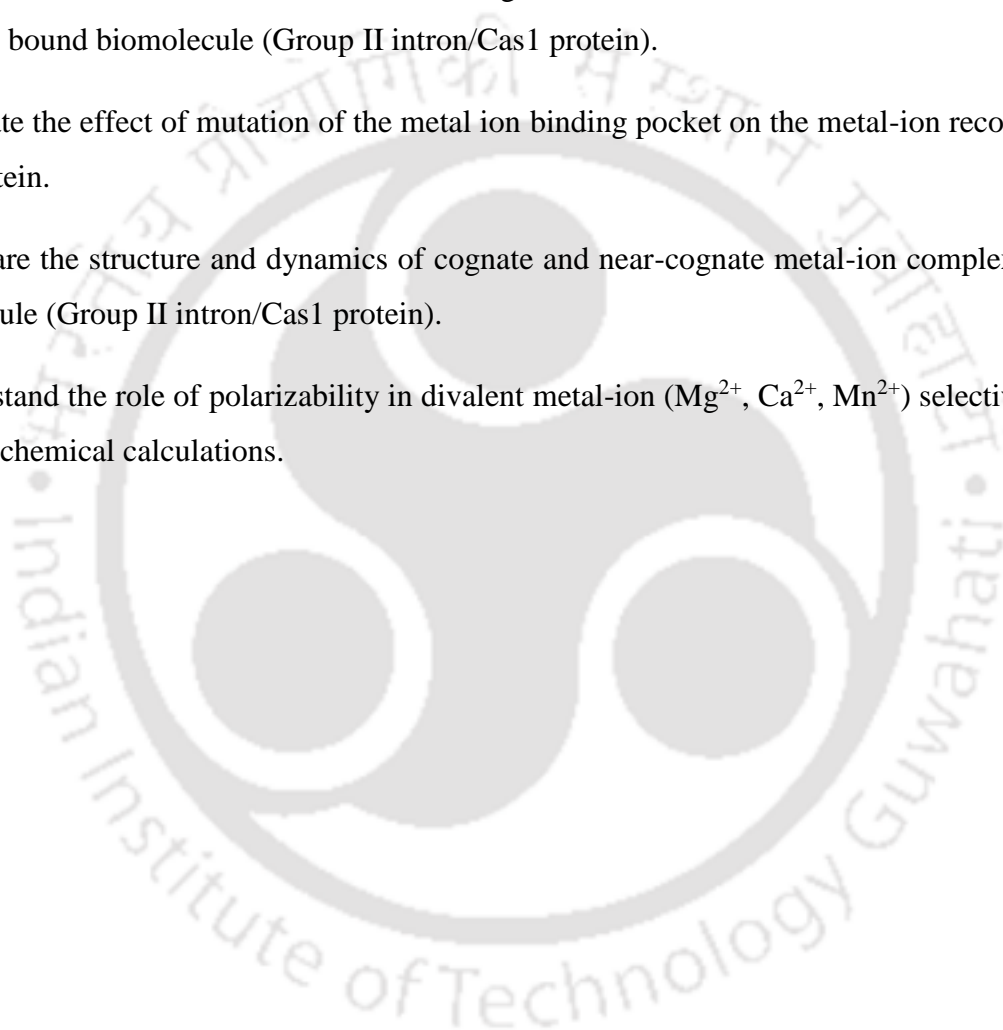 bound biomolecule (Group II intron/Cas1 protein).
te the effect of mutation of the metal ion binding pocket on the metal-ion reco
tein.
are the structure and dynamics of cognate and near-cognate metal-ion comple
ule (Group II intron/Cas1 protein).
stand the role of polarizability in divalent metal-ion (Mg²⁺, Ca²⁺, Mn²⁺) selecti
chemical calculations.
Indian Institute of Technology Guwahati